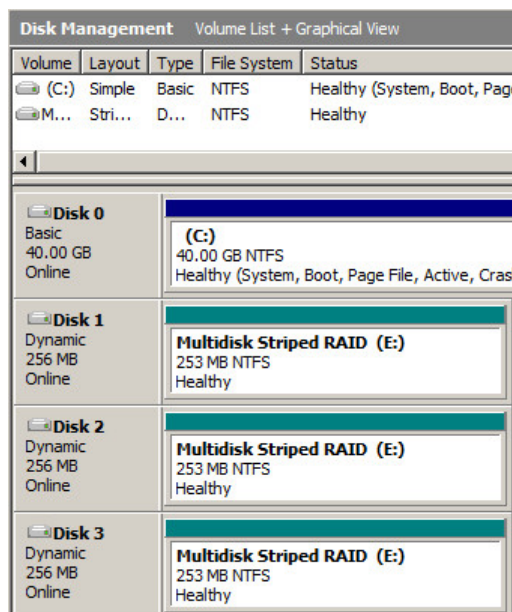 Disk Management Volume List + Graphical View
Volume Layout Type File System Status
(C:) Simple Basic NTFS Healthy (System, Boot, Pag
M... Stri... D... NTFS Healthy
Disk 0
Basic
40.00 GB
Online
(C:)
40.00 GB NTFS
Healthy (System, Boot, Page File, Active, Cras
Disk 1
Dynamic
256 MB
Online
Multidisk Striped RAID (E:)
253 MB NTFS
Healthy
Disk 2
Dynamic
256 MB
Online
Multidisk Striped RAID (E:)
253 MB NTFS
Healthy
Disk 3
Dynamic
256 MB
Online
Multidisk Striped RAID (E:)
253 MB NTFS
Healthy